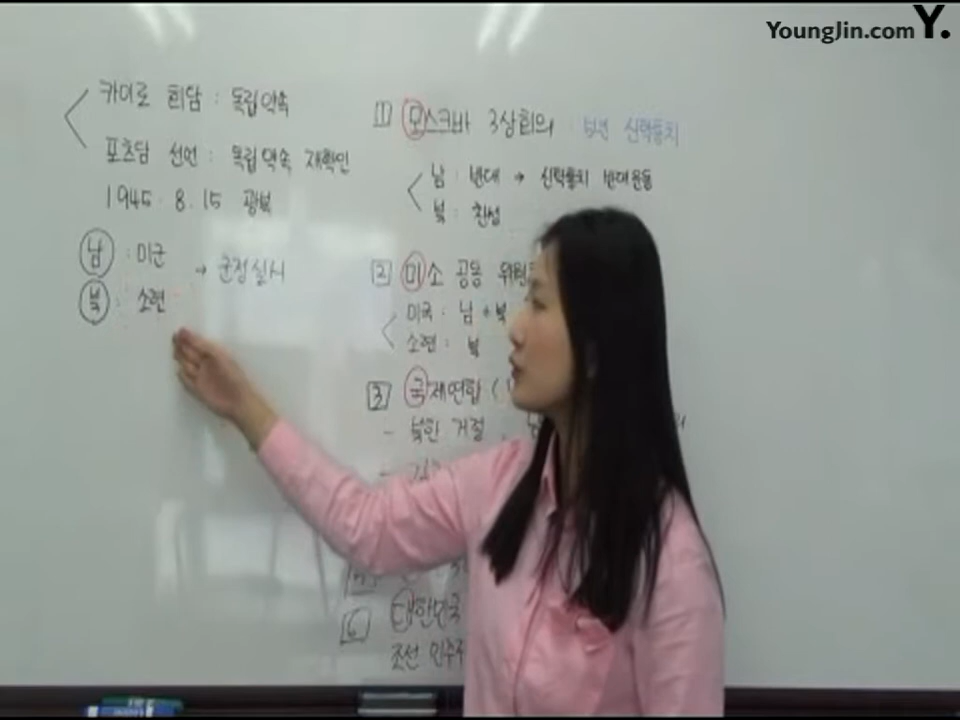 YoungJin.com Y.
카이로 회담 : 독립약속
포츠담 선언 : 독립약속 재확인
1945. 8. 15 광복
남 : 미군
북 : 소련
→ 군정실시
1 모스크바 3상회의 : 5년 신탁통치
남 : 반대 → 신탁통치 반대운동
북 : 찬성
2 미소 공동 위원
미국 : 남 + 북
소련 : 북
3 국제연합 (
- 북한 거절
6 대한민국
조선 인주주